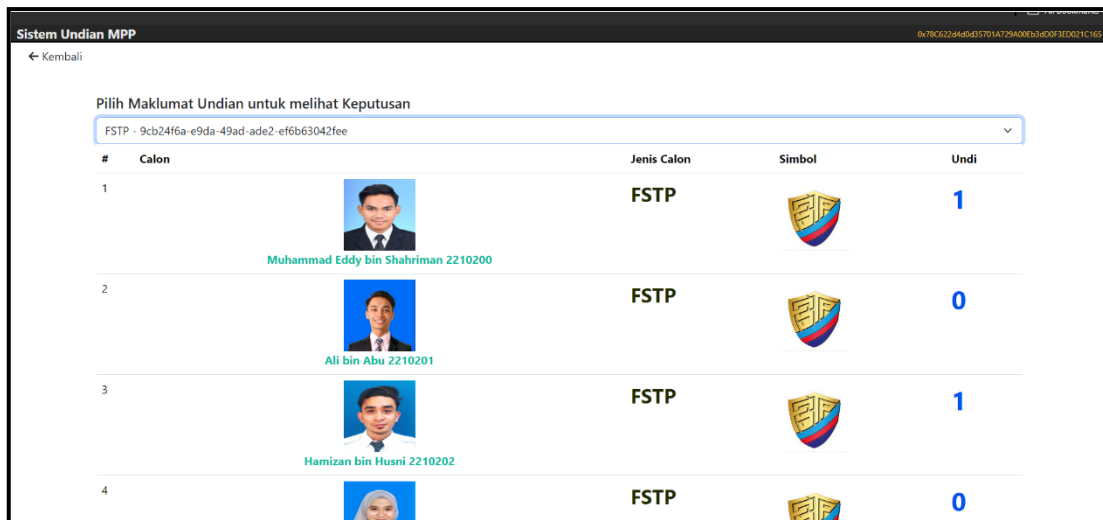 Sistem Undian MPP
0x78C622d4d0d35701A729A00Eb3dD0F3ED021C165
← Kembali
Pilih Maklumat Undian untuk melihat Keputusan
FSTP - 9cb24f6a-e9da-49ad-ade2-ef6b63042fee
# Calon Jenis Calon Simbol Undi
1 FSTP 1
Muhammad Eddy bin Shahriman 2210200
2 FSTP 0
Ali bin Abu 2210201
3 FSTP 1
Hamizan bin Husni 2210202
4 FSTP 0